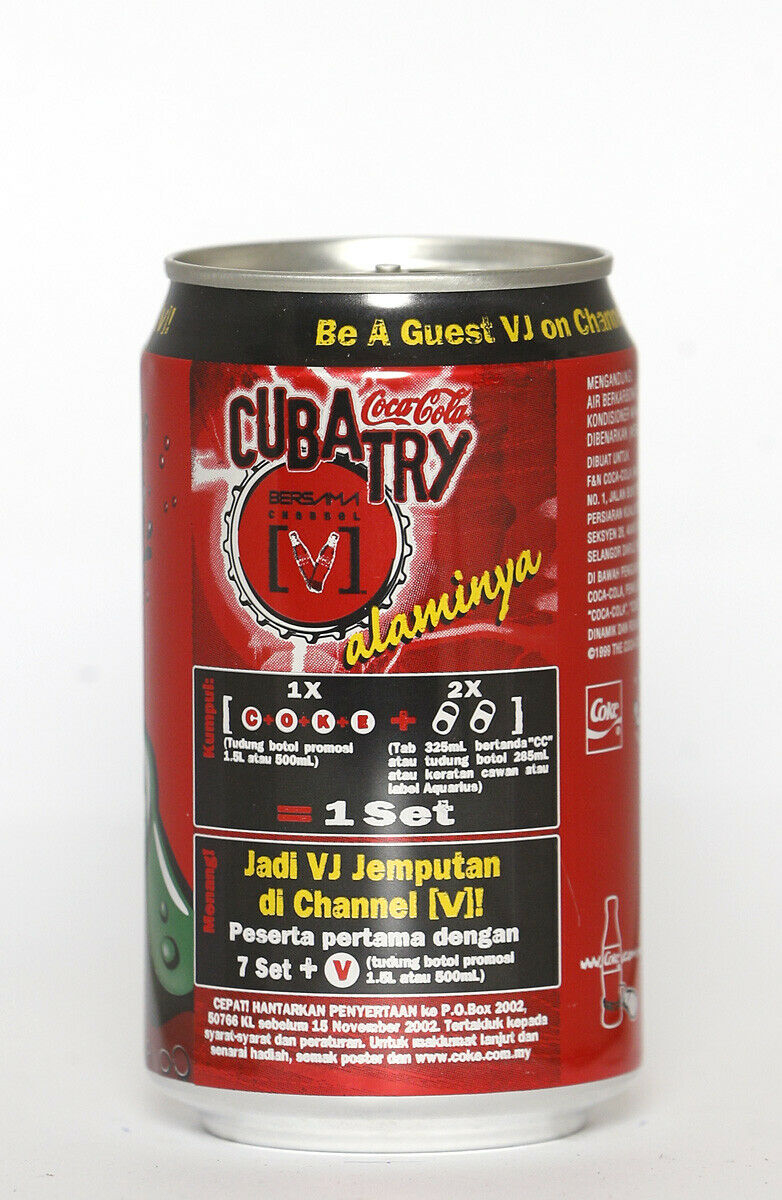 V!
Be A Guest VJ on Chann
CUBA
Coca-Cola
TRY
BERSAMA
CHANNEL
[V]
alaminya
Kumpul:
1X 2X
[C+O+K+E + ]
(Tudung botol promosi
1.5L atau 500mL)
(Tab 325mL bertanda "CC"
atau tudung botol 285mL
atau keratan cawan atau
label Aquarius)
= 1 Set
Menang!
Jadi VJ Jemputan
di Channel [V]!
Peserta pertama dengan
7 Set + V (tudung botol promosi
1.5L atau 500mL.)
CEPAT! HANTARKAN PENYERTAAN ke P.O.Box 2002,
50766 KL sebelum 15 November 2002. Tertakluk kepada
syarat-syarat dan peraturan. Untuk maklumat lanjut dan
senarai hadiah, semak poster dan www.coke.com.my
MENGANDUNGI
AIR BERKARBONAT
KONDISIONER
DIBENARKAN
DIBUAT UNTUK
F&N COCA-COLA
NO. 1, JALAN
PERSIARAN
SEKSYEN
SELANGOR
DI BAWAH
COCA-COLA,
"COCA-COLA",
DINAMIK DAN
©1999 THE
Coke
Coke